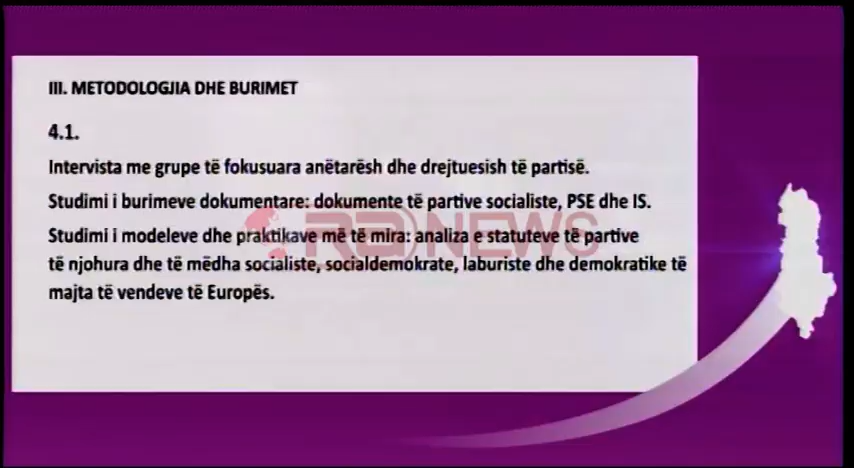 III. METODOLOGJIA DHE BURIMET
4.1.
Intervista me grupe të fokusuara anëtarësh dhe drejtuesish të partisë.
Studimi i burimeve dokumentare: dokumente të partive socialiste, PSE dhe IS.
Studimi i modeleve dhe praktikave më të mira: analiza e statuteve të partive
të njohura dhe të mëdha socialiste, socialdemokrate, laburiste dhe demokratike të
majta të vendeve të Europës.
NEWS